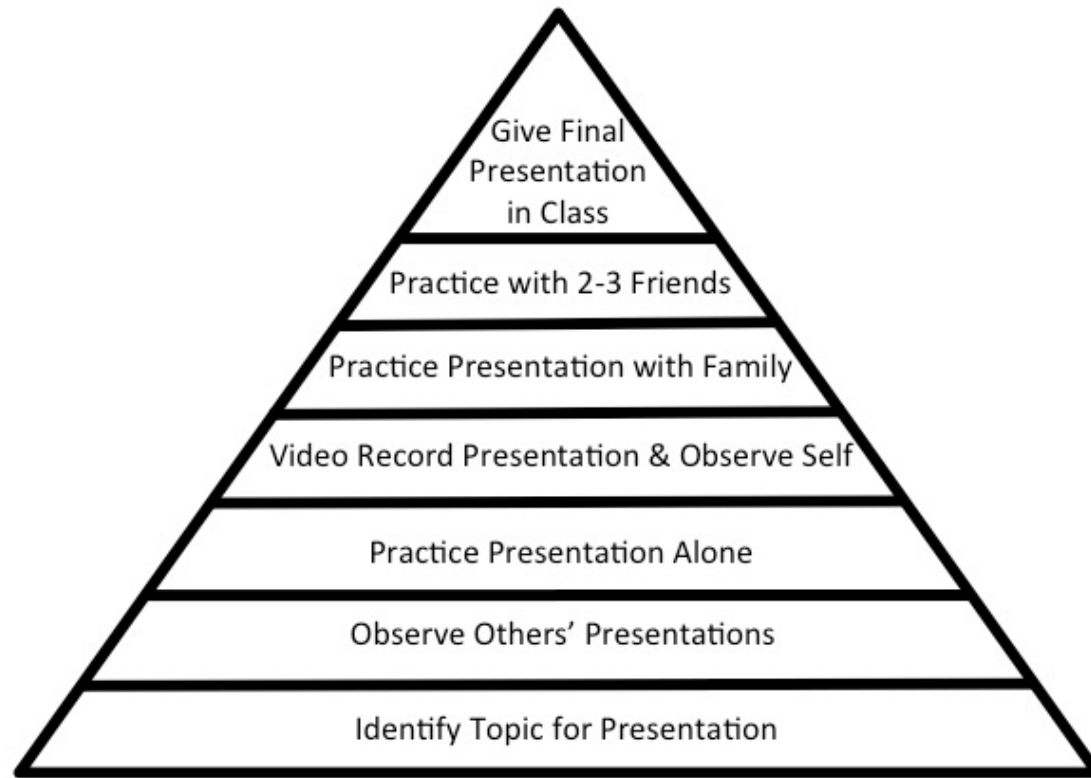 Give Final
Presentation
in Class
Practice with 2-3 Friends
Practice Presentation with Family
Video Record Presentation & Observe Self
Practice Presentation Alone
Observe Others’ Presentations
Identify Topic for Presentation